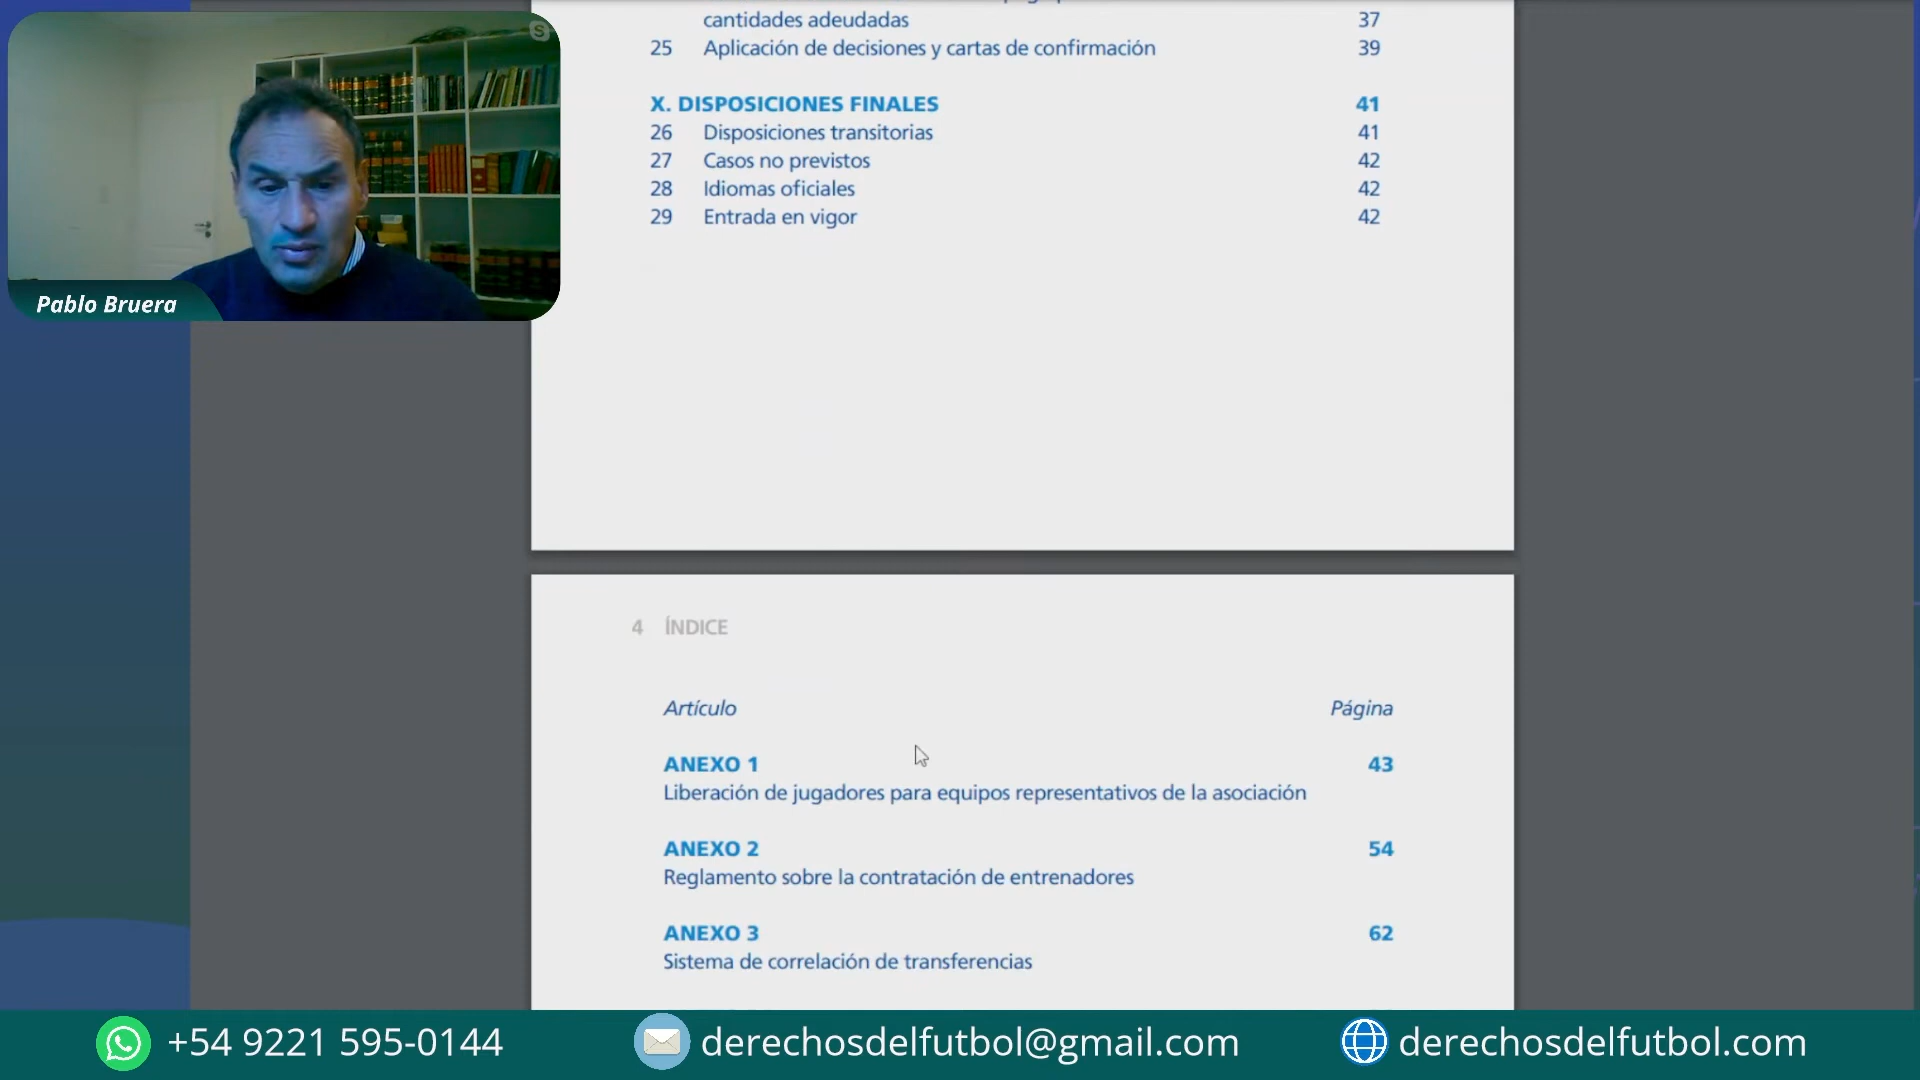 cantidades adeudadas 37
25 Aplicación de decisiones y cartas de confirmación 39
X. DISPOSICIONES FINALES 41
26 Disposiciones transitorias 41
27 Casos no previstos 42
28 Idiomas oficiales 42
29 Entrada en vigor 42
Pablo Bruera
4 ÍNDICE
Artículo Página
ANEXO 1 43
Liberación de jugadores para equipos representativos de la asociación
ANEXO 2 54
Reglamento sobre la contratación de entrenadores
ANEXO 3 62
Sistema de correlación de transferencias
+54 9221 595-0144 derechosdelfutbol@gmail.com derechosdelfutbol.com